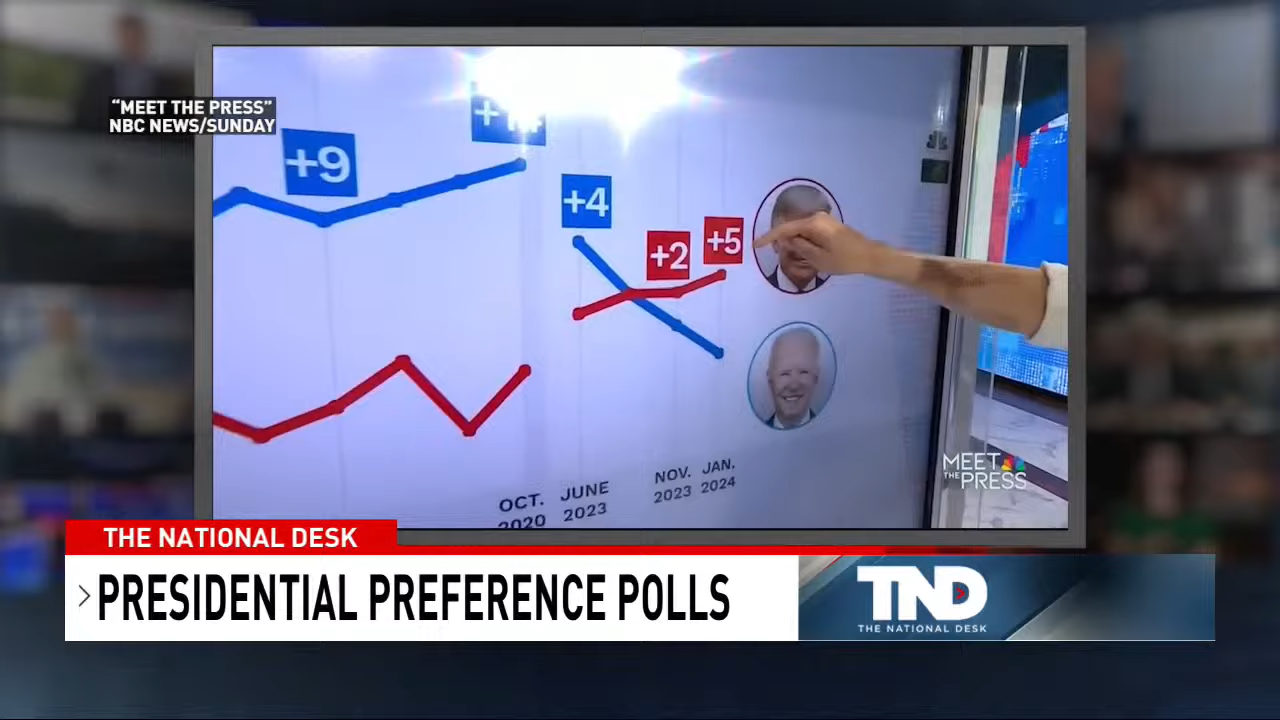 “MEET THE PRESS”
NBC NEWS/SUNDAY
+9
+4
+2
+5
OCT.
2020
JUNE
2023
NOV.
2023
JAN.
2024
MEET
THE PRESS
THE NATIONAL DESK
PRESIDENTIAL PREFERENCE POLLS
TND
THE NATIONAL DESK